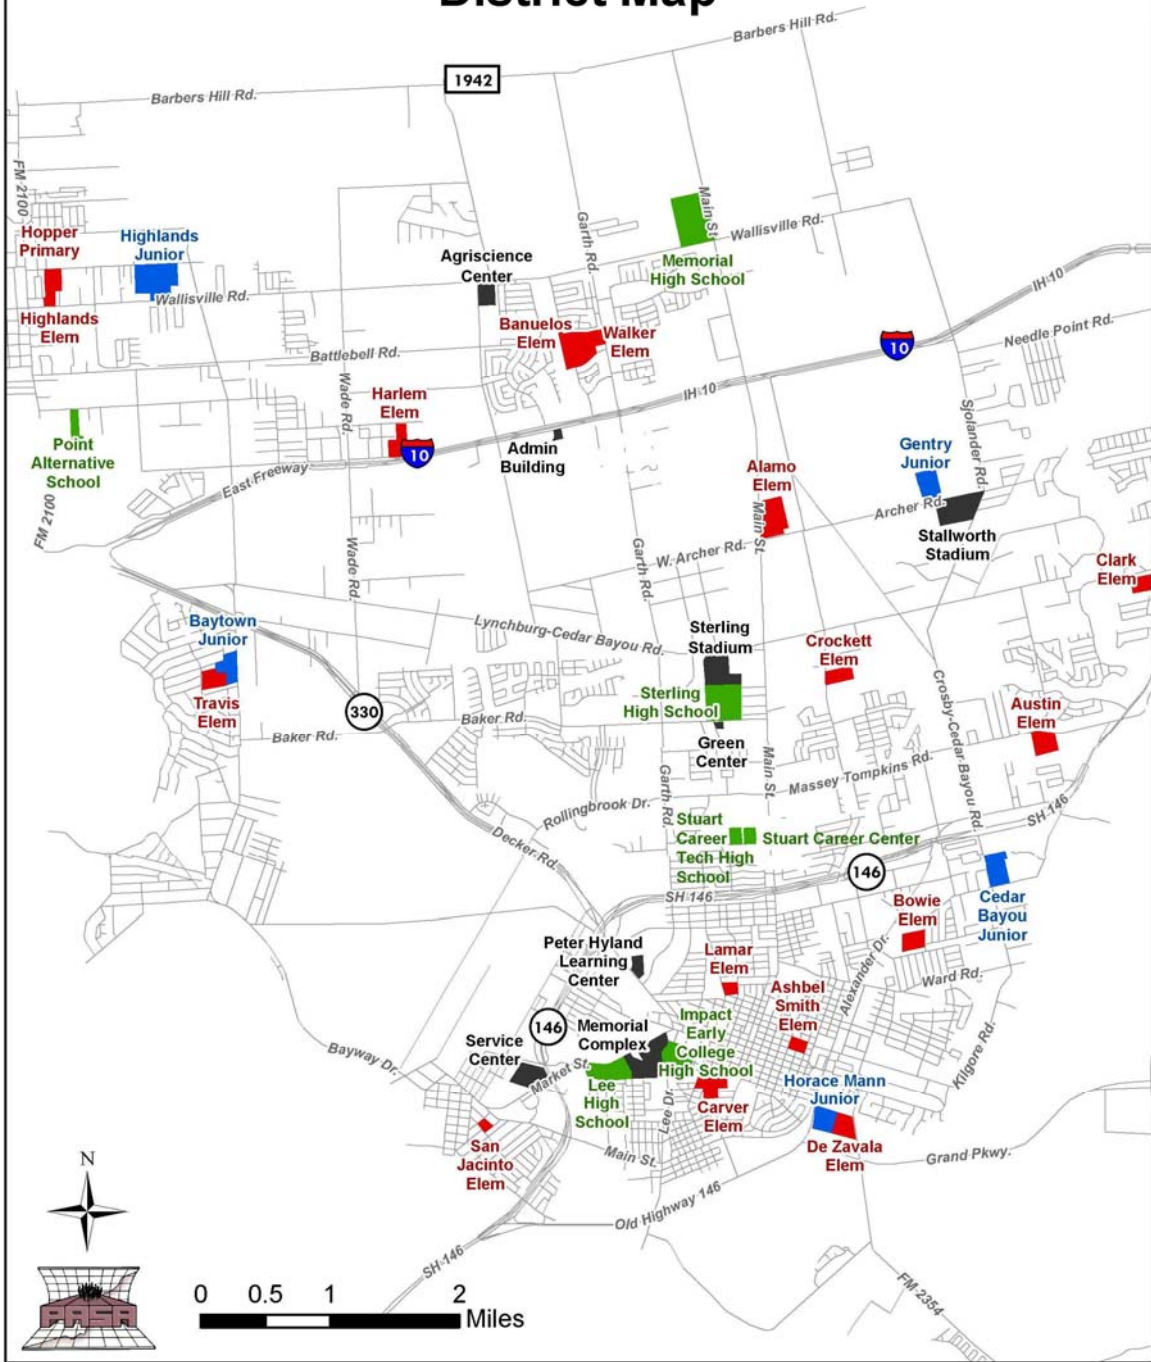 District Map
Barbers Hill Rd.
1942
Barbers Hill Rd.
FM 2100
Main St.
Garth Rd.
Wallisville Rd.
Hopper
Primary
Highlands
Junior
Agriscience
Center
Memorial
High School
IH 10
Wallisville Rd.
Highlands
Elem
Banuelos
Elem
Walker
Elem
Needle Point Rd.
10
Battlebell Rd.
Wade Rd.
Harlem
Elem
IH 10
Sjolander Rd.
Point
Alternative
School
10
Admin
Building
Gentry
Junior
East Freeway
Alamo
Elem
FM 2100
Archer Rd.
Main St.
Stallworth
Stadium
Wade Rd.
Garth Rd.
W. Archer Rd.
Clark
Elem
Baytown
Junior
Lynchburg-Cedar Bayou Rd.
Sterling
Stadium
Crockett
Elem
Travis
Elem
Sterling
High School
Crosby-Cedar Bayou Rd.
Austin
Elem
330
Baker Rd.
Baker Rd.
Green
Center
Main St.
Massey Tompkins Rd.
Garth Rd.
Rollingbrook Dr.
SH 146
Decker Rd.
Stuart
Career
Tech High
School
Stuart Career Center
146
SH 146
Cedar
Bayou
Junior
Bowie
Elem
Peter Hyland
Learning
Center
Lamar
Elem
Alexander Dr.
Ward Rd.
Ashbel
Smith
Elem
Impact
Early
College
High School
146
Memorial
Complex
Service
Center
Bayway Dr.
Market St.
Kilgore Rd.
Lee
High
School
Lee Dr.
Carver
Elem
Horace Mann
Junior
De Zavala
Elem
San
Jacinto
Elem
Main St.
Grand Pkwy.
Old Highway 146
N
SH 146
FM 2354
0 0.5 1 2
Miles